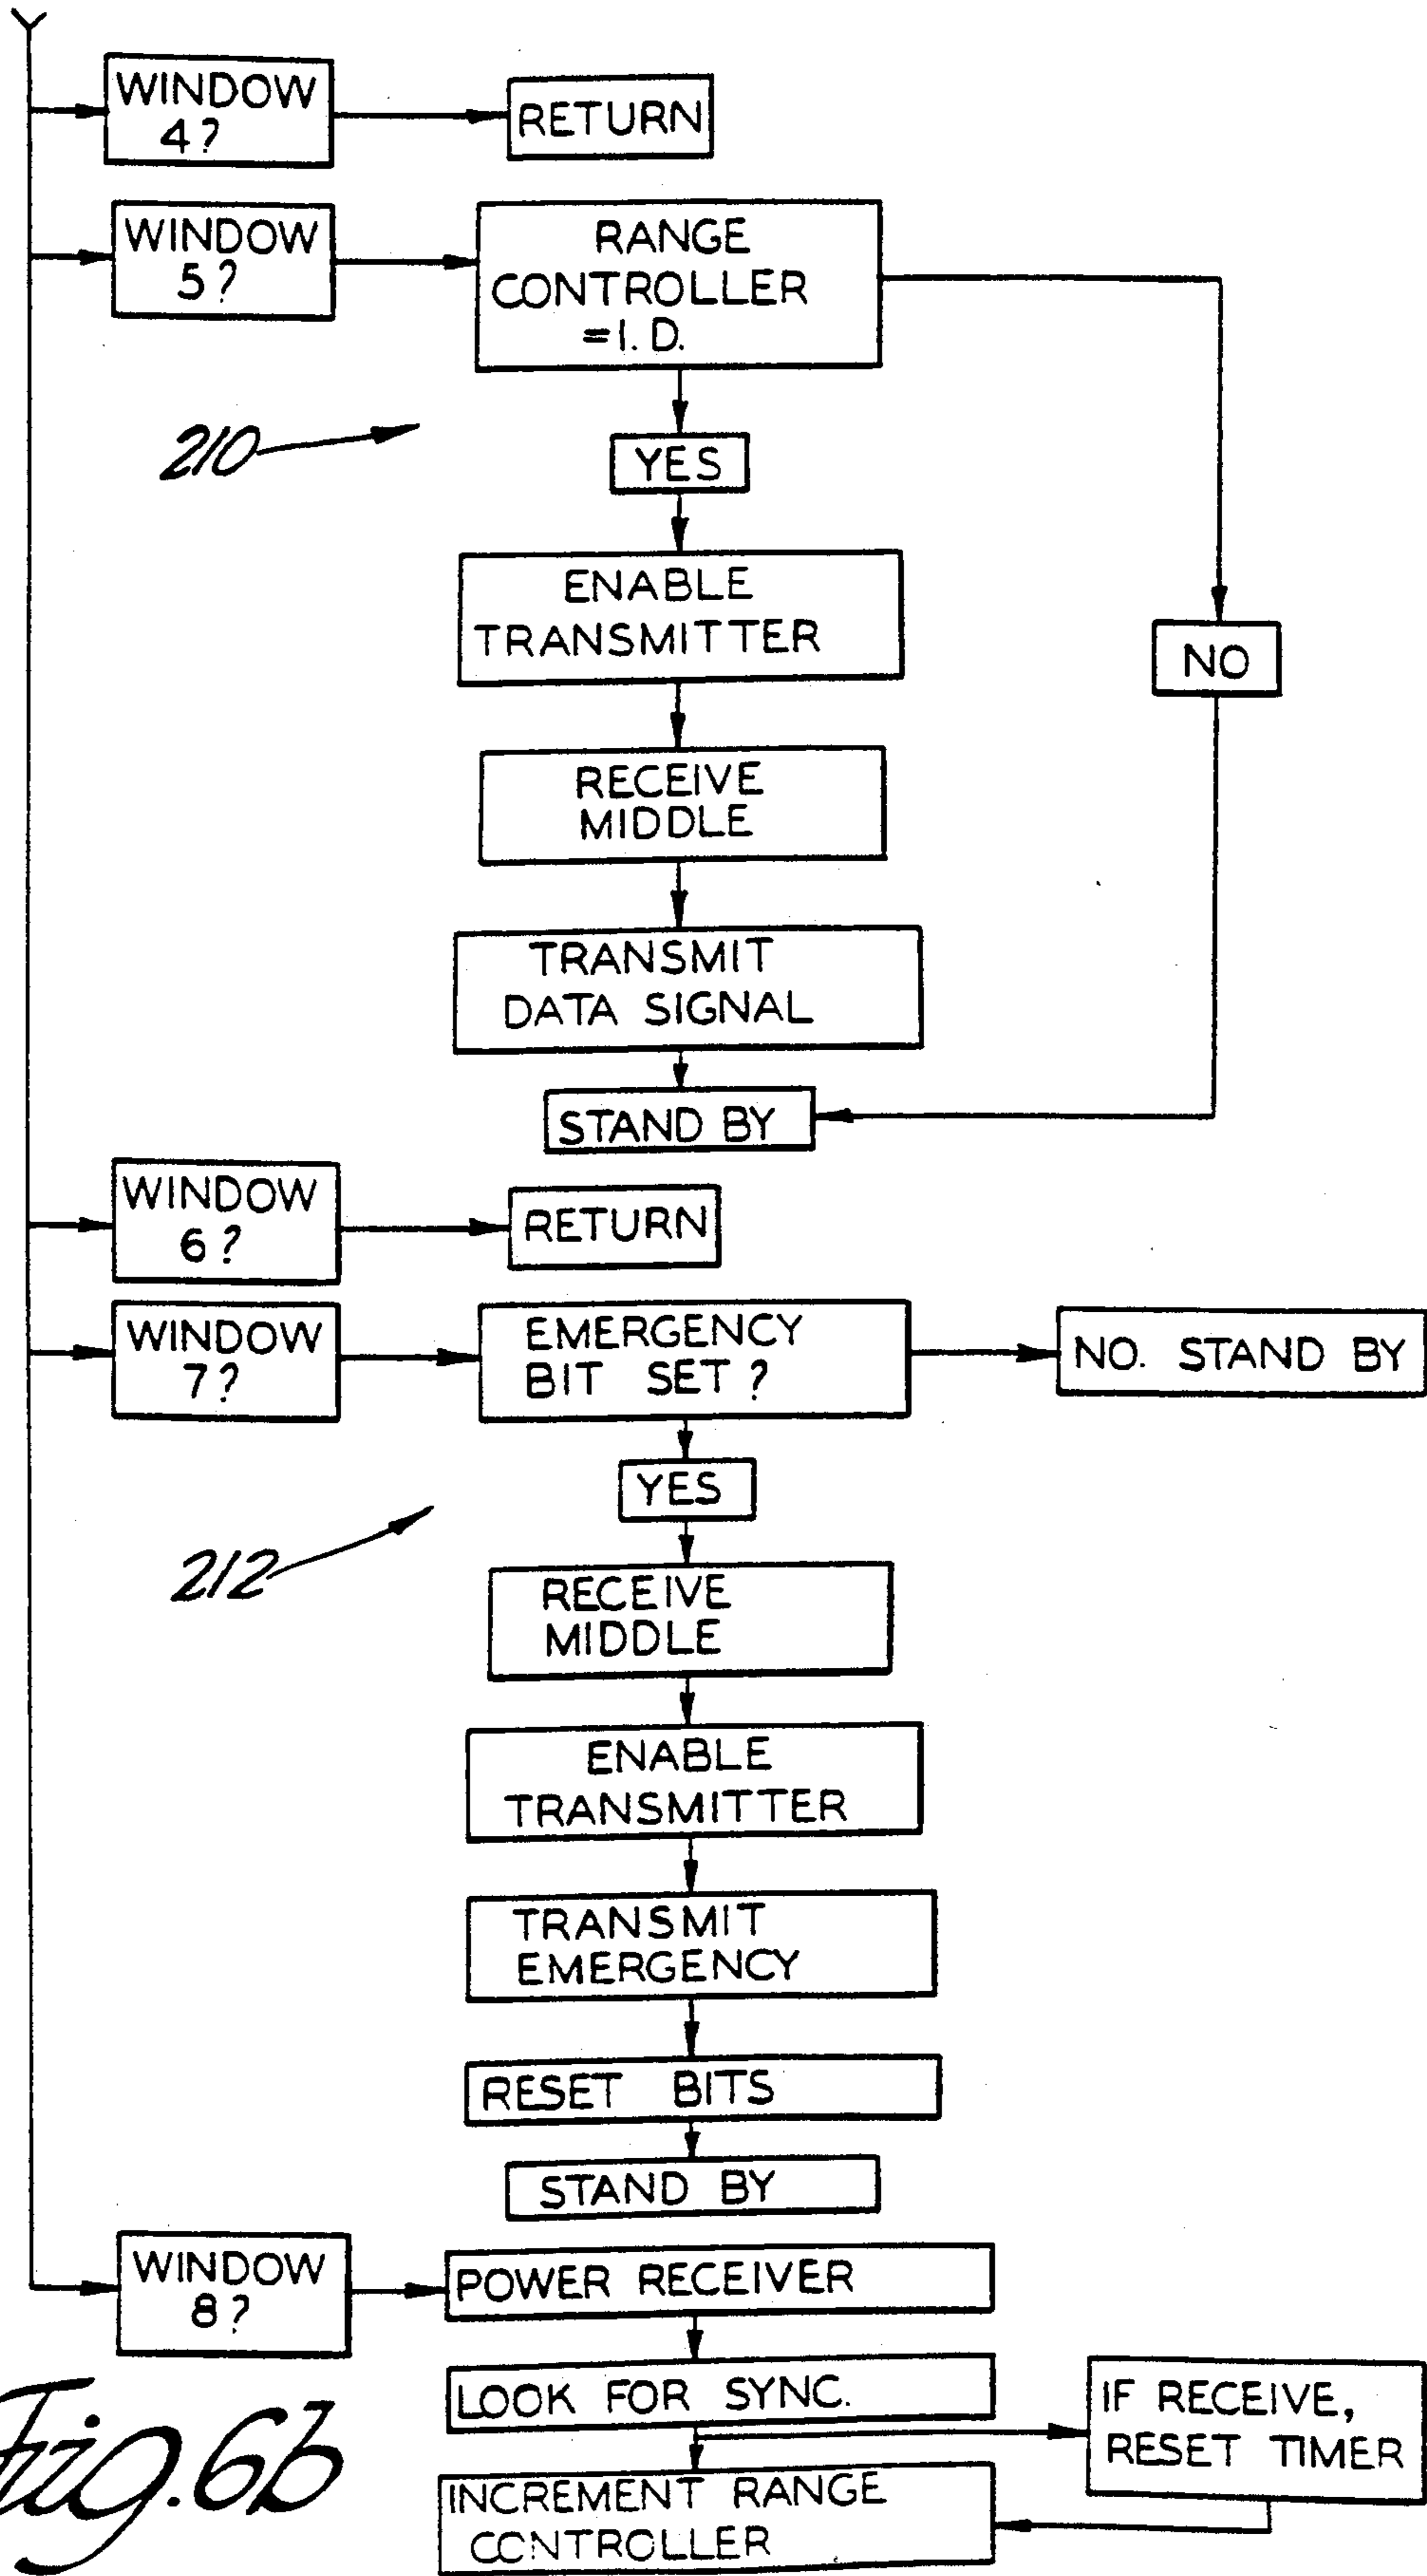 WINDOW
4?
RETURN
WINDOW
5?
RANGE
CONTROLLER
=I.D.
210
YES
ENABLE
TRANSMITTER
NO
RECEIVE
MIDDLE
TRANSMIT
DATA SIGNAL
STAND BY
WINDOW
6?
RETURN
WINDOW
7?
EMERGENCY
BIT SET?
NO. STAND BY
YES
212
RECEIVE
MIDDLE
ENABLE
TRANSMITTER
TRANSMIT
EMERGENCY
RESET BITS
STAND BY
WINDOW
8?
POWER RECEIVER
LOOK FOR SYNC.
IF RECEIVE,
RESET TIMER
INCREMENT RANGE
CONTROLLER
Fig. 6b